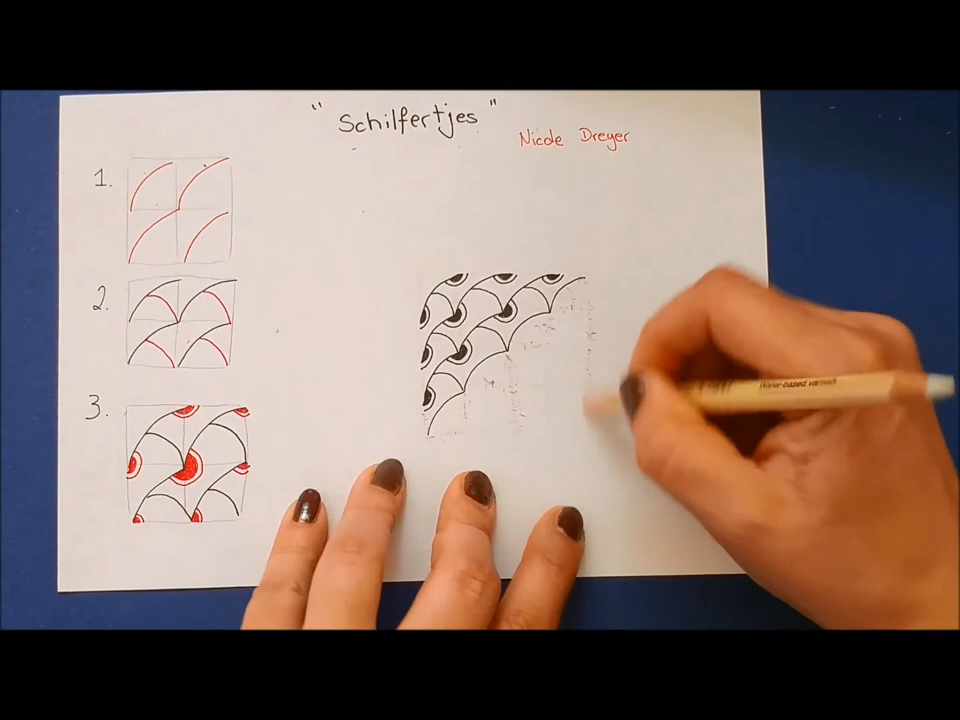 "Schilfertjes"
Nicole Dreyer
1.
2.
3.
Water-based varnish